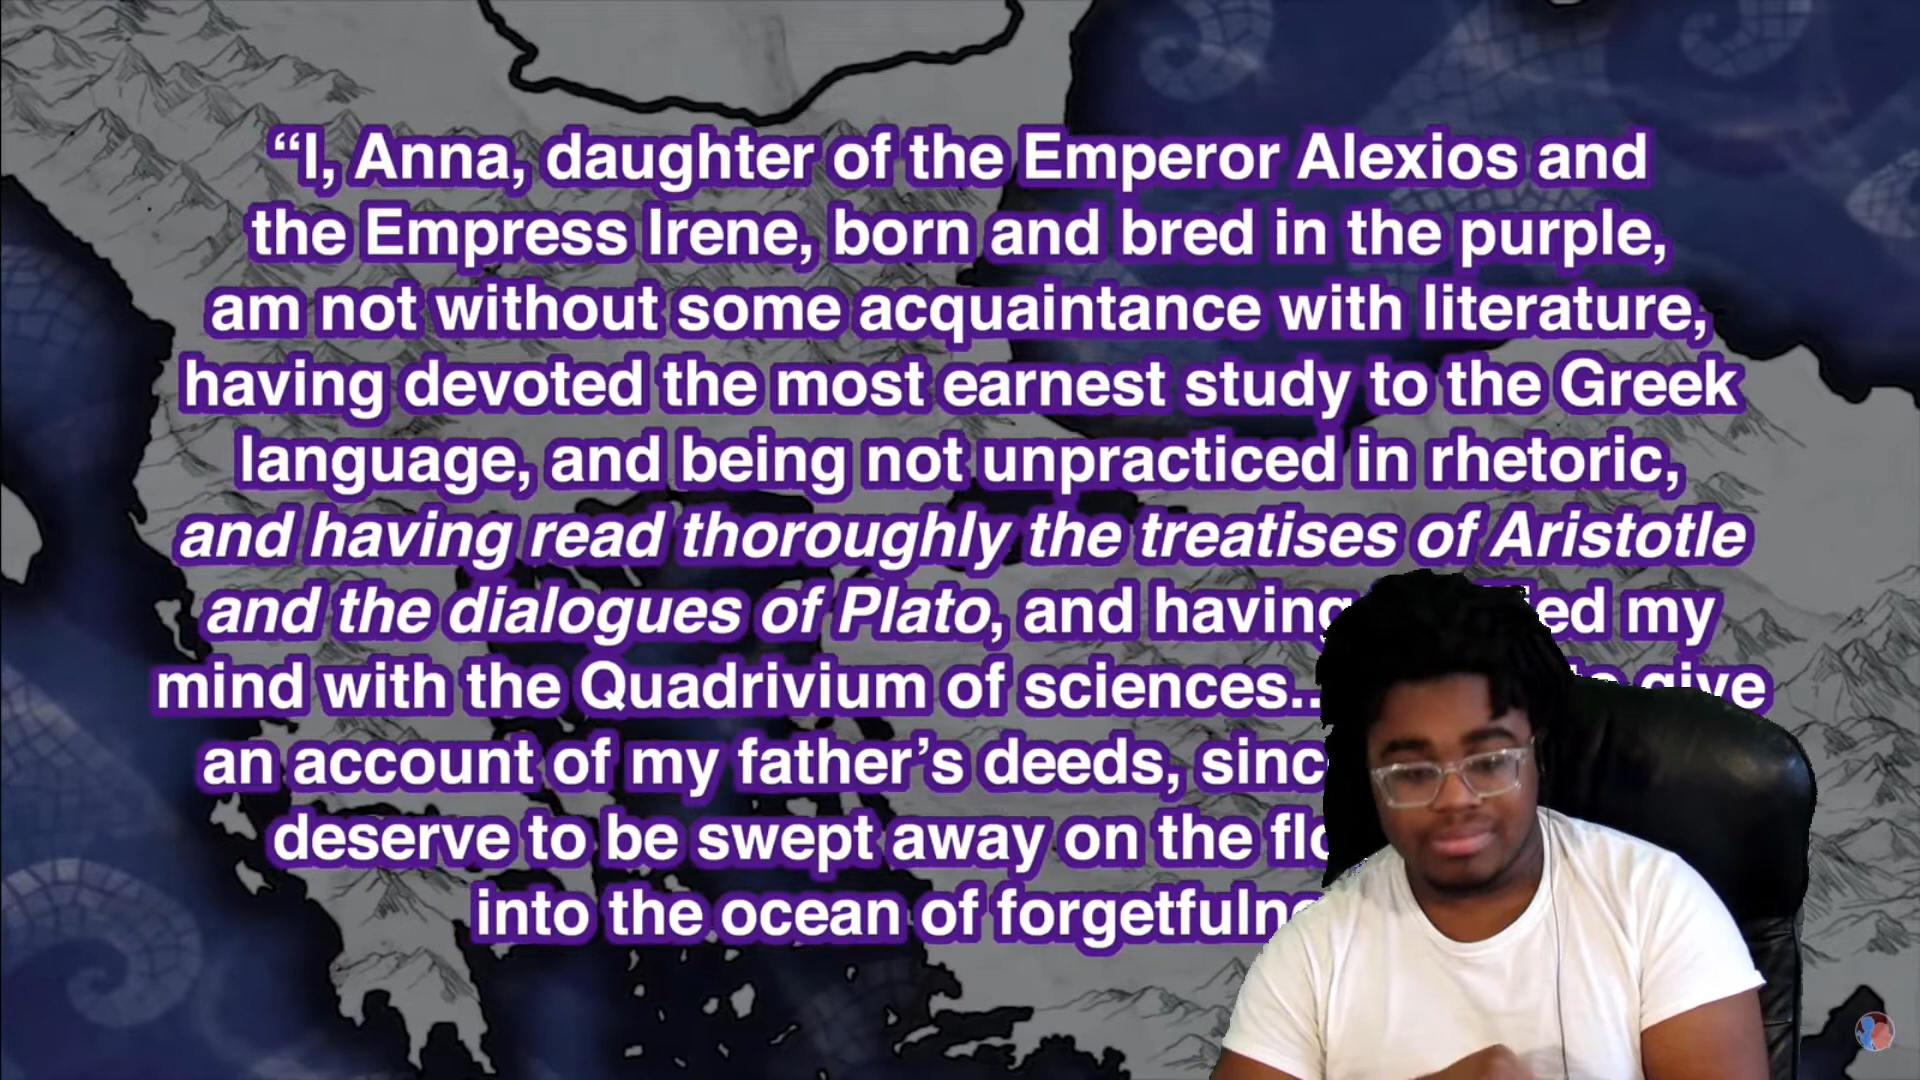 “I, Anna, daughter of the Emperor Alexios and
the Empress Irene, born and bred in the purple,
am not without some acquaintance with literature,
having devoted the most earnest study to the Greek
language, and being not unpracticed in rhetoric,
and having read thoroughly the treatises of Aristotle
and the dialogues of Plato, and having my
mind with the Quadrivium of sciences... give
an account of my father’s deeds,
deserve to be swept away on the
into the ocean of